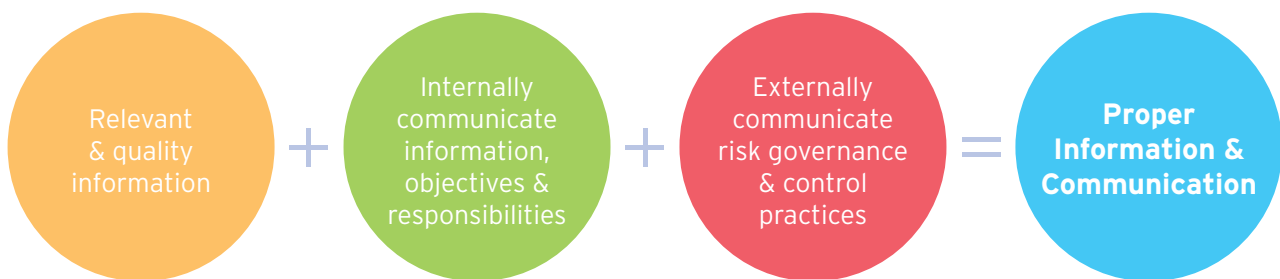 Relevant
& quality
information
+
Internally
communicate
information,
objectives &
responsibilities
+
Externally
communicate
risk governance
& control
practices
=
Proper
Information &
Communication